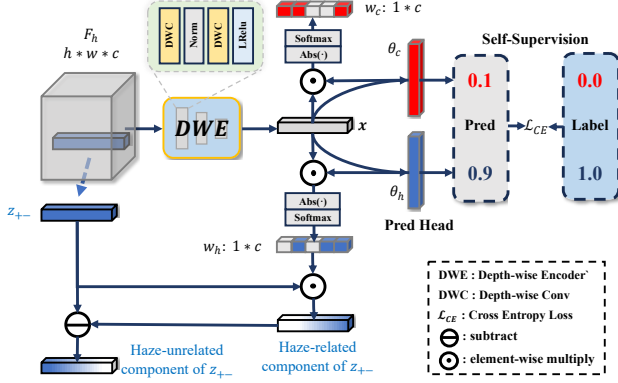 w_c: 1 * c
F_h
h * w * c
DWC
Norm
DWC
LRelu
Softmax
Abs(·)
θ_c
Self-Supervision
0.1
0.0
DWE
x
Pred
ℒ_CE
Label
0.9
1.0
θ_h
Abs(·)
Softmax
Pred Head
z_+−
w_h: 1 * c
DWE : Depth-wise Encoder`
DWC : Depth-wise Conv
ℒ_CE : Cross Entropy Loss
: subtract
: element-wise multiply
Haze-unrelated
component of z_+−
Haze-related
component of z_+−